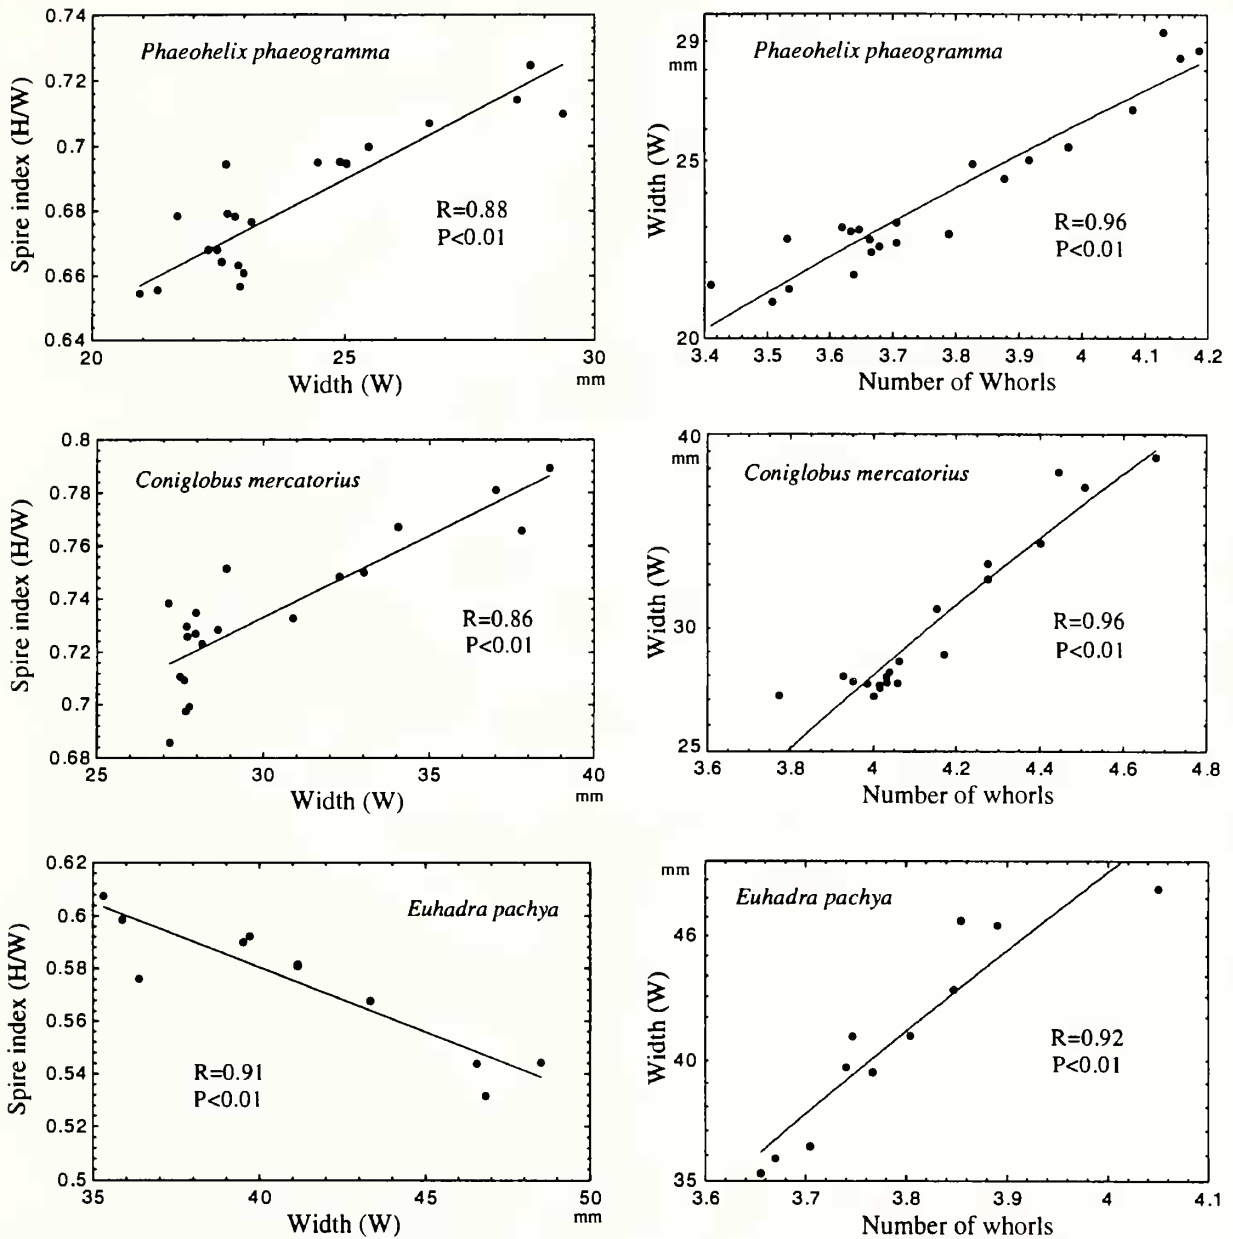 0.74
0.72
0.7
0.68
0.66
0.64
Spire index (H/W)
Phaeohelix phaeogramma
R=0.88
P<0.01
20
25
30
mm
Width (W)
29
mm
25
20
Width (W)
Phaeohelix phaeogramma
R=0.96
P<0.01
3.4
3.5
3.6
3.7
3.8
3.9
4
4.1
4.2
Number of Whorls
0.8
0.78
0.76
0.74
0.72
0.7
0.68
Spire index (H/W)
Coniglobus mercatorius
R=0.86
P<0.01
25
30
35
40
mm
Width (W)
40
mm
30
25
Width (W)
Coniglobus mercatorius
R=0.96
P<0.01
3.6
3.8
4
4.2
4.4
4.6
4.8
Number of whorls
0.62
0.6
0.58
0.56
0.54
0.52
0.5
Spire index (H/W)
Euhadra pachya
R=0.91
P<0.01
35
40
45
50
mm
Width (W)
mm
46
40
35
Width (W)
Euhadra pachya
R=0.92
P<0.01
3.6
3.7
3.8
3.9
4
4.1
Number of whorls